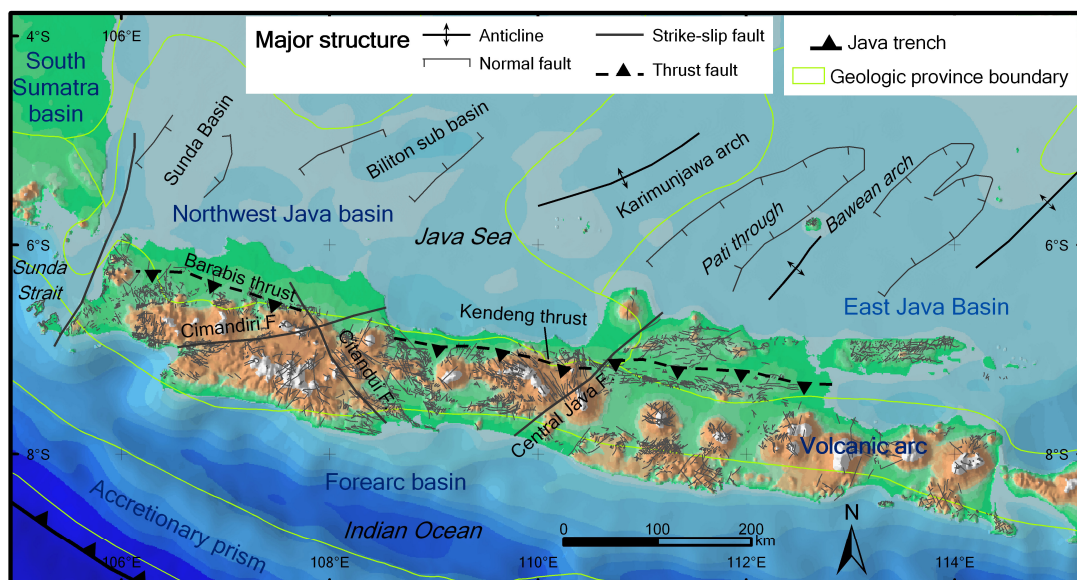 4°S
106°E
Major structure
Anticline
Normal fault
Strike-slip fault
Thrust fault
Java trench
Geologic province boundary
South
Sumatra
basin
Sunda Basin
Biliton sub basin
Karimunjawa arch
Pati through
Bawean arch
Northwest Java basin
Java Sea
6°S
6°S
Sunda
Strait
Barabis thrust
Kendeng thrust
East Java Basin
Cimandiri F
Citandui F
Central Java F
Volcanic arc
8°S
8°S
Forearc basin
Accretionary prism
Indian Ocean
N
0
100
200
km
106°E
108°E
110°E
112°E
114°E